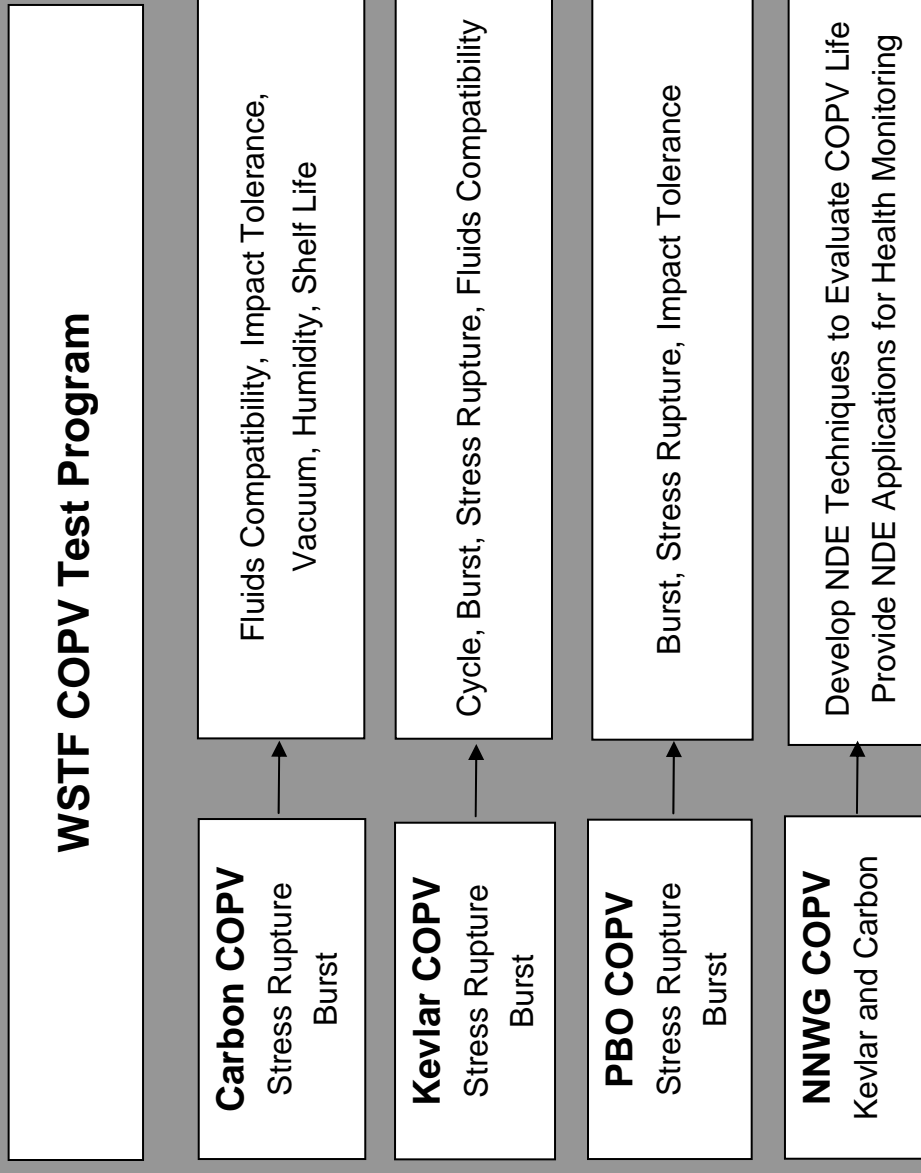 WSTF COPV Test Program
Carbon COPV
Stress Rupture
Burst
Fluids Compatibility, Impact Tolerance,
Vacuum, Humidity, Shelf Life
Kevlar COPV
Stress Rupture
Burst
Cycle, Burst, Stress Rupture, Fluids Compatibility
PBO COPV
Stress Rupture
Burst
Burst, Stress Rupture, Impact Tolerance
NNWG COPV
Kevlar and Carbon
Develop NDE Techniques to Evaluate COPV Life
Provide NDE Applications for Health Monitoring